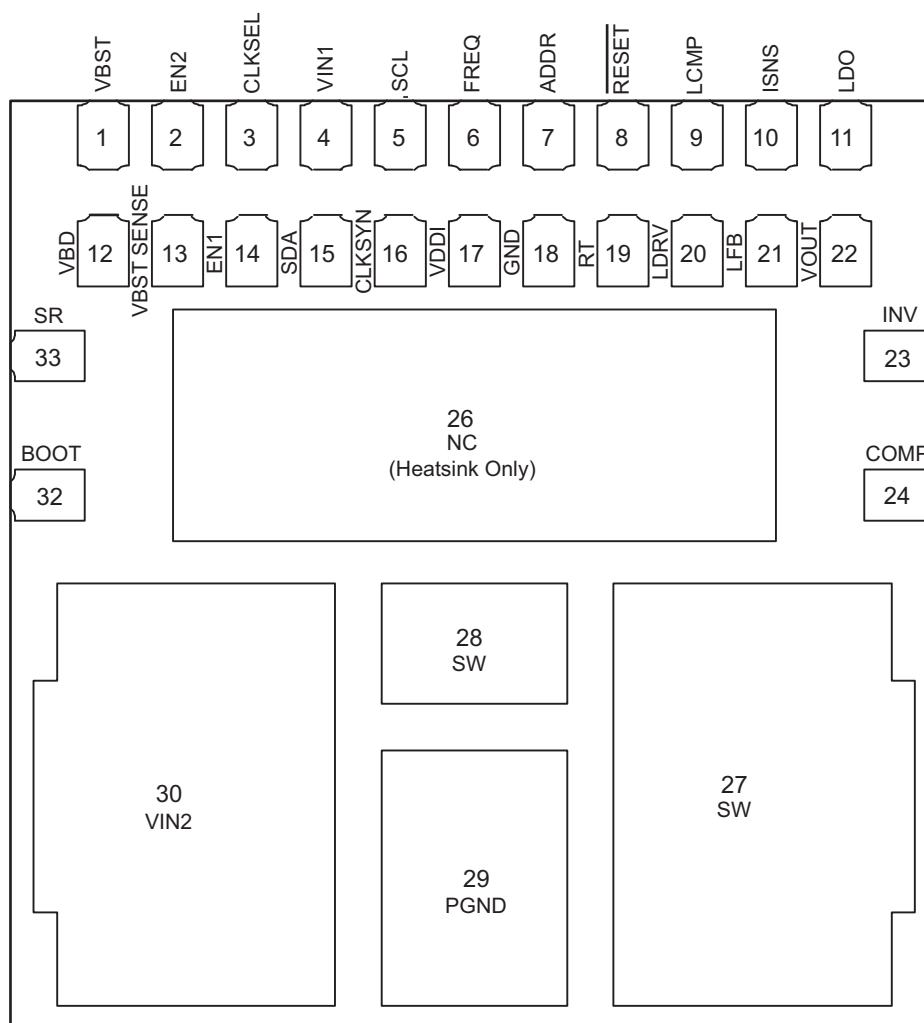 VBST
EN2
CLKSEL
VIN1
SCL
FREQ
ADDR
RESET
LCMP
ISNS
LDO
1
2
3
4
5
6
7
8
9
10
11
VBD
12
VBST SENSE
13
EN1
14
SDA
15
CLKSYN
16
VDDI
17
GND
18
RT
19
LDRV
20
LFB
21
VOUT
22
SR
33
INV
23
26
NC
(Heatsink Only)
BOOT
32
COMP
24
28
SW
30
VIN2
27
SW
29
PGND